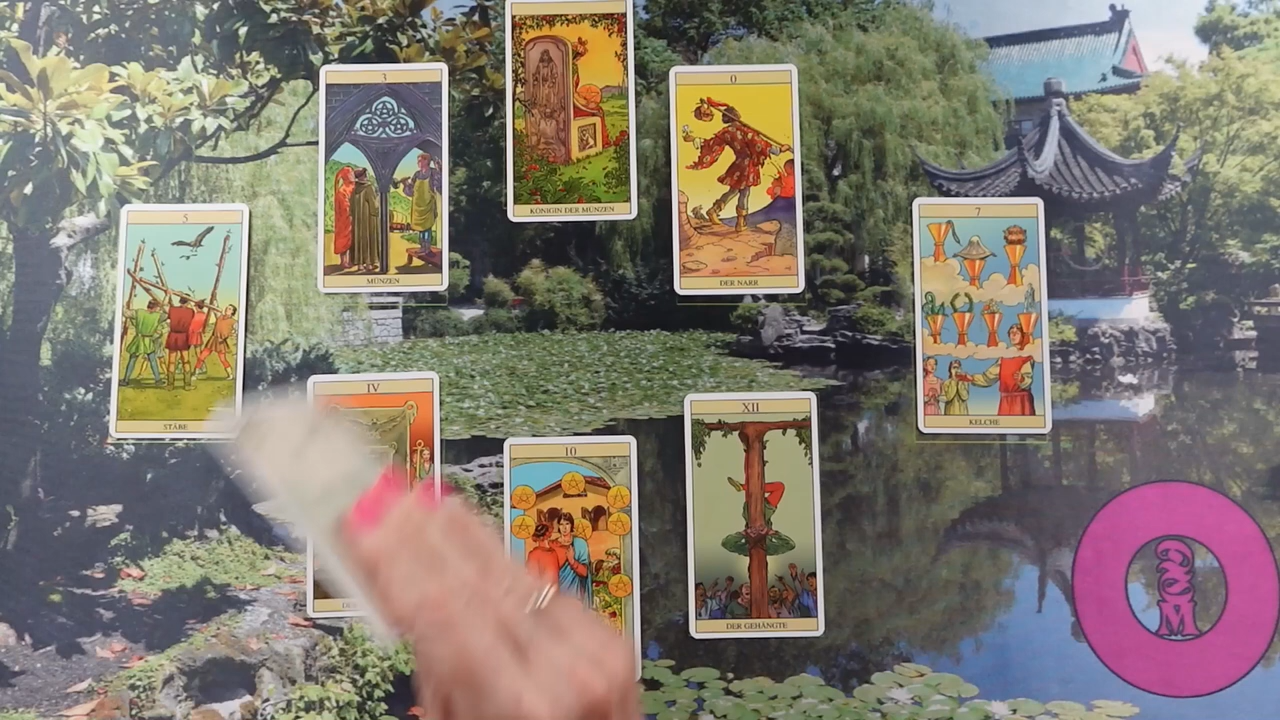 5
STÄBE
3
MÜNZEN
KÖNIGIN DER MÜNZEN
0
DER NARR
7
KELCHE
IV
10
XII
DER GEHÄNGTE